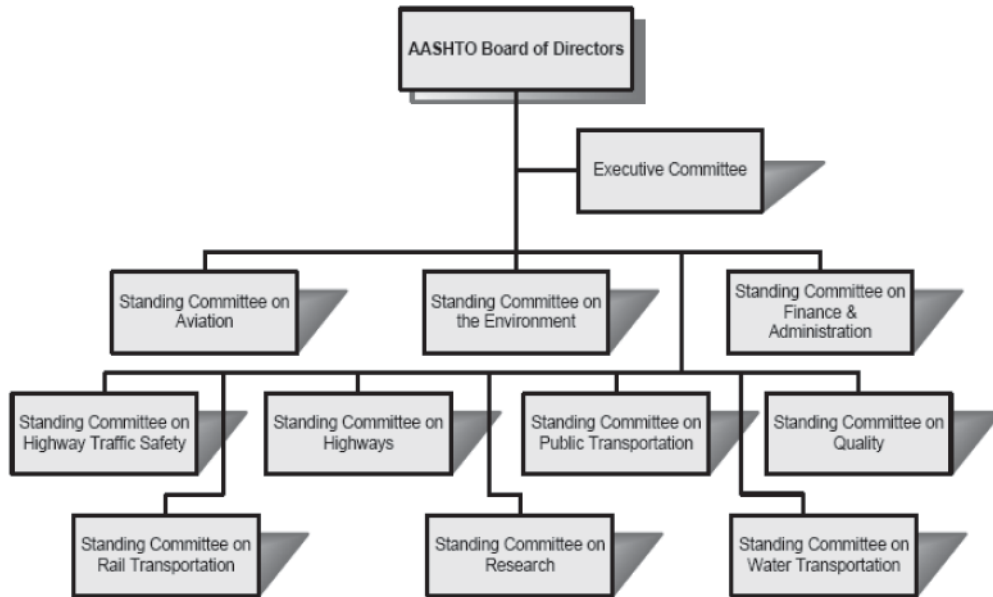 AASHTO Board of Directors
Executive Committee
Standing Committee on
Aviation
Standing Committee on
the Environment
Standing Committee on
Finance &
Administration
Standing Committee on
Highway Traffic Safety
Standing Committee on
Highways
Standing Committee on
Public Transportation
Standing Committee on
Quality
Standing Committee on
Rail Transportation
Standing Committee on
Research
Standing Committee on
Water Transportation